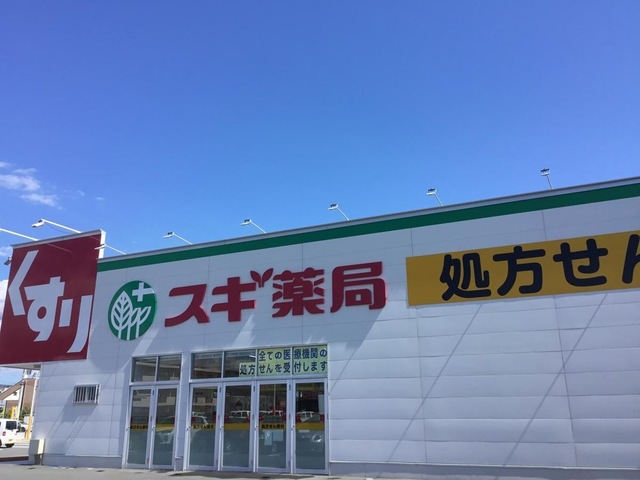 くすり
スギ薬局
処方せん
全ての医療機関の
処方せんを受付します